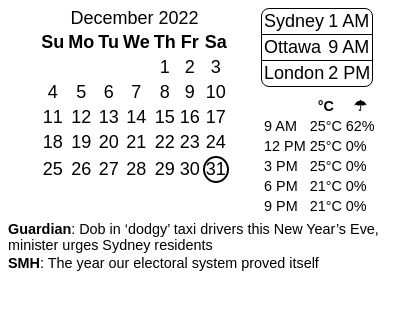 December 2022
Su Mo Tu We Th Fr Sa
1 2 3
4 5 6 7 8 9 10
11 12 13 14 15 16 17
18 19 20 21 22 23 24
25 26 27 28 29 30 31
Sydney 1 AM
Ottawa 9 AM
London 2 PM
°C ☂
9 AM 25°C 62%
12 PM 25°C 0%
3 PM 25°C 0%
6 PM 21°C 0%
9 PM 21°C 0%
Guardian: Dob in ‘dodgy’ taxi drivers this New Year’s Eve,
minister urges Sydney residents
SMH: The year our electoral system proved itself